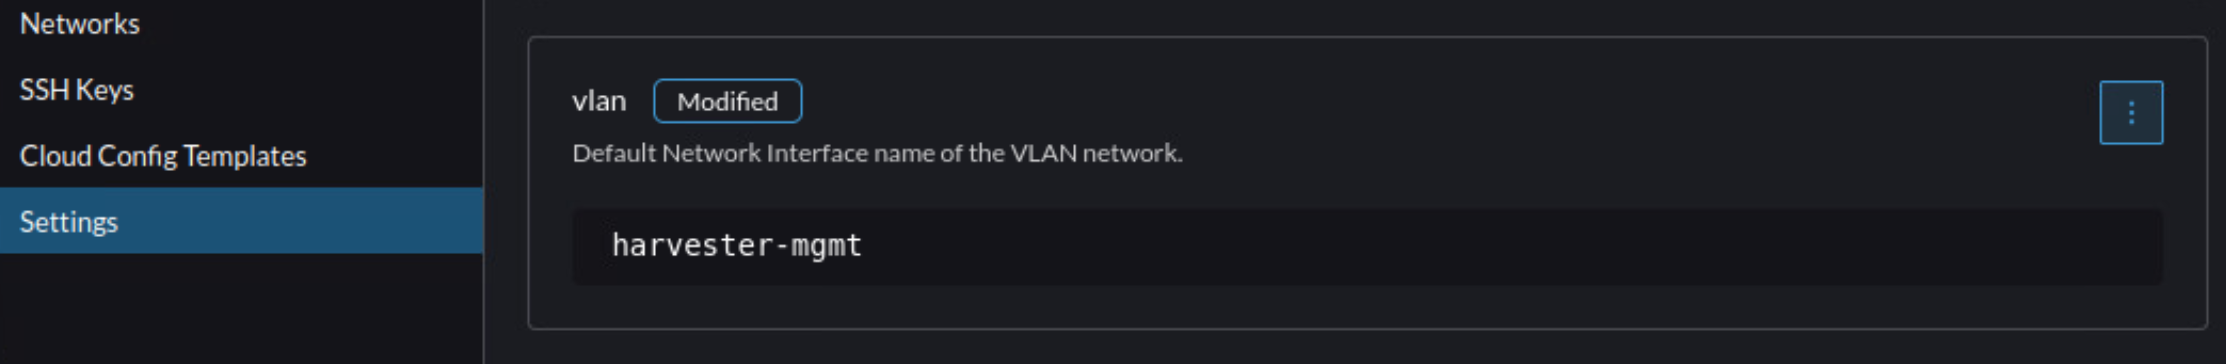 Networks
SSH Keys
Cloud Config Templates
Settings
vlan Modified
Default Network Interface name of the VLAN network.
harvester-mgmt